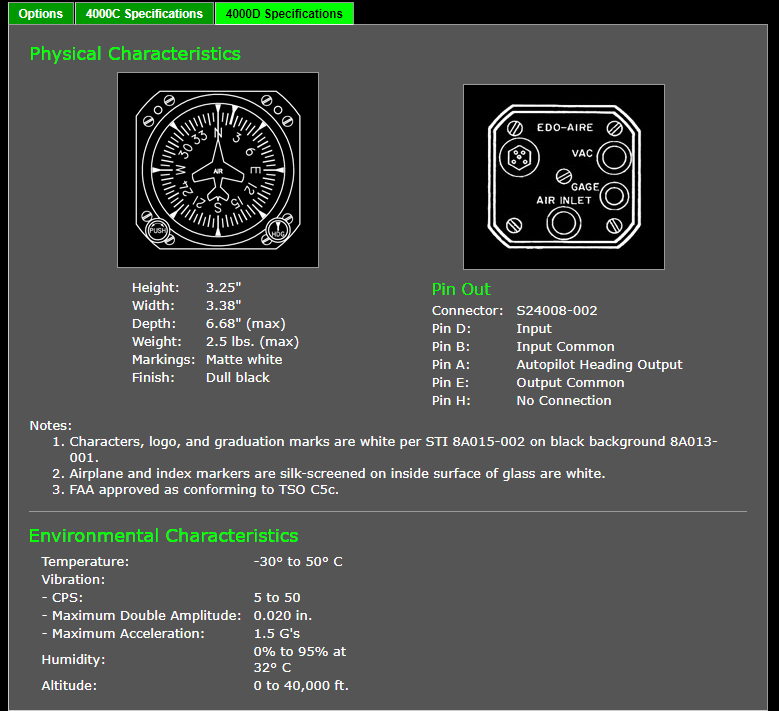 Options 4000C Specifications 4000D Specifications
Physical Characteristics
N
3
6
E
12
15
S
21
24
W
30
33
AIR
PUSH
HDG
EDO-AIRE
VAC
GAGE
AIR INLET
Height: 3.25"
Width: 3.38"
Depth: 6.68" (max)
Weight: 2.5 lbs. (max)
Markings: Matte white
Finish: Dull black
Pin Out
Connector: S24008-002
Pin D: Input
Pin B: Input Common
Pin A: Autopilot Heading Output
Pin E: Output Common
Pin H: No Connection
Notes:
1. Characters, logo, and graduation marks are white per STI 8A015-002 on black background 8A013-
001.
2. Airplane and index markers are silk-screened on inside surface of glass are white.
3. FAA approved as conforming to TSO C5c.
Environmental Characteristics
Temperature: -30° to 50° C
Vibration:
- CPS: 5 to 50
- Maximum Double Amplitude: 0.020 in.
- Maximum Acceleration: 1.5 G's
Humidity: 0% to 95% at
32° C
Altitude: 0 to 40,000 ft.